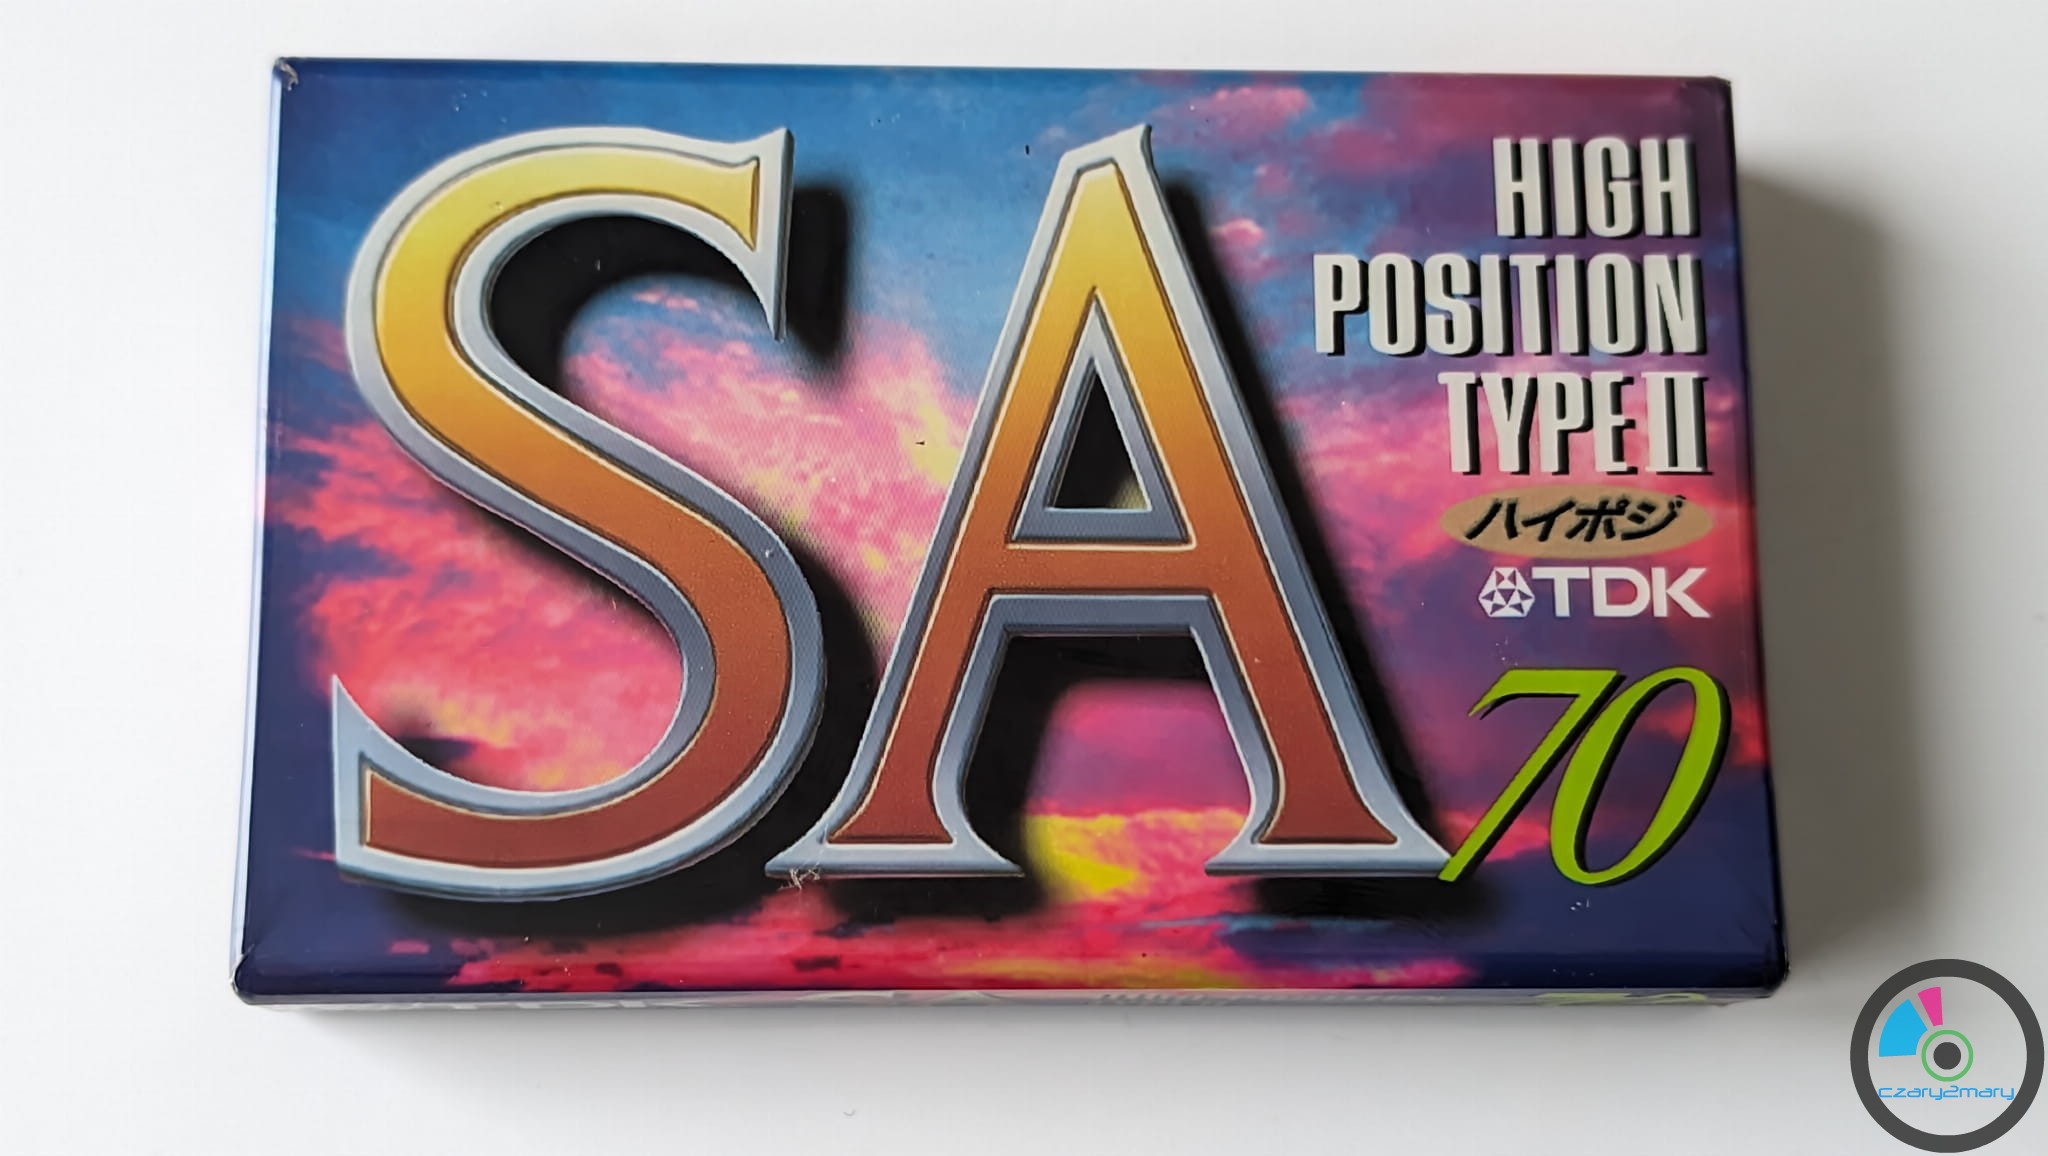 SA
HIGH
POSITION
TYPE II
ハイポジ
TDK
70
czary2mary